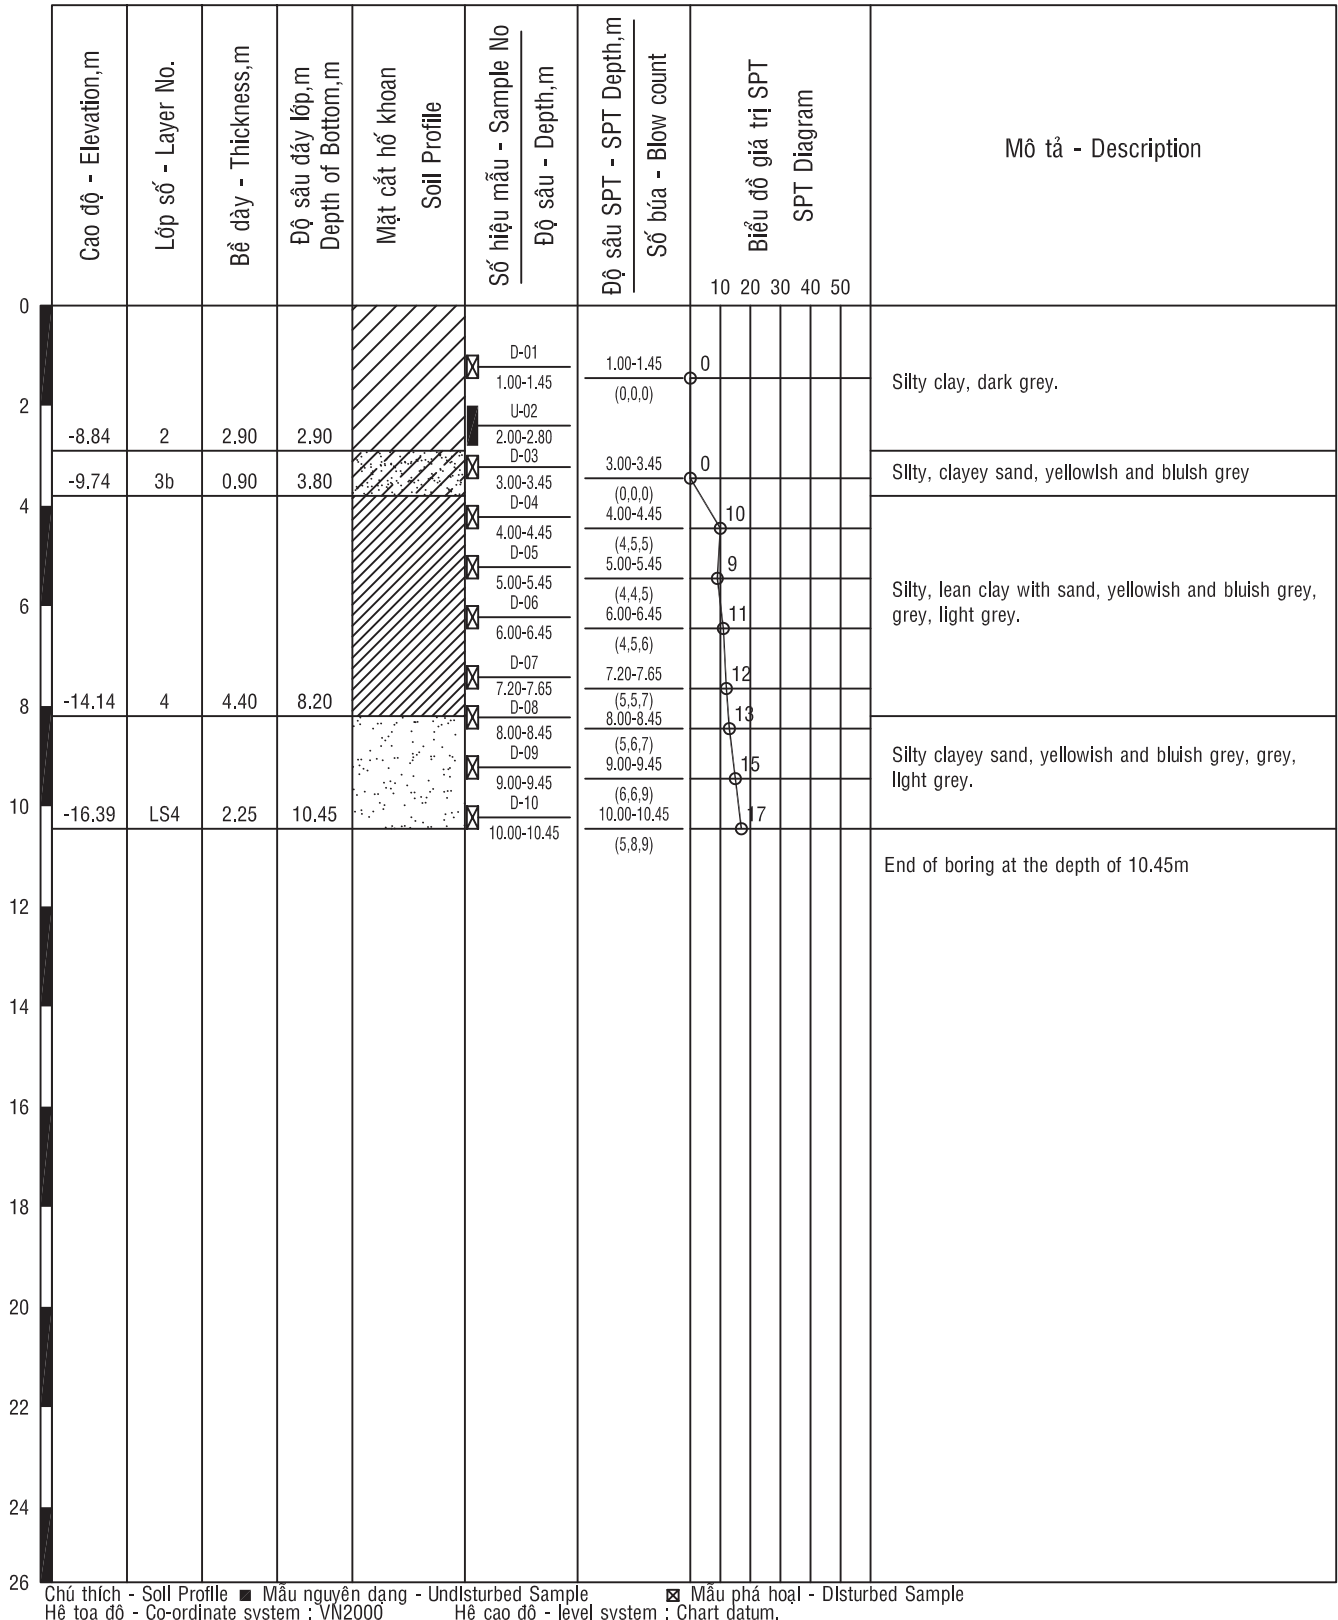 Cao độ - Elevation,m
Lớp số - Layer No.
Bề dày - Thickness,m
Độ sâu đáy lớp,m
Depth of Bottom,m
Mặt cắt hố khoan
Soil Profile
Số hiệu mẫu - Sample No
Độ sâu - Depth,m
Độ sâu SPT - SPT Depth,m
Số búa - Blow count
Biểu đồ giá trị SPT
SPT Diagram
10 20 30 40 50
Mô tả - Description
0
D-01
1.00-1.45
1.00-1.45
(0,0,0)
0
Silty clay, dark grey.
2
U-02
2.00-2.80
-8.84 2 2.90 2.90
D-03
3.00-3.45
3.00-3.45
(0,0,0)
0
Silty, clayey sand, yellowish and bluish grey
-9.74 3b 0.90 3.80
4
D-04
4.00-4.45
4.00-4.45
(4,5,5)
10
D-05
5.00-5.45
5.00-5.45
(4,4,5)
9
Silty, lean clay with sand, yellowish and bluish grey,
grey, light grey.
6
D-06
6.00-6.45
6.00-6.45
(4,5,6)
11
D-07
7.20-7.65
7.20-7.65
(5,5,7)
12
-14.14 4 4.40 8.20
8
D-08
8.00-8.45
8.00-8.45
(5,6,7)
13
D-09
9.00-9.45
9.00-9.45
(6,6,9)
15
Silty clayey sand, yellowish and bluish grey, grey,
light grey.
10
D-10
10.00-10.45
10.00-10.45
(5,8,9)
17
-16.39 LS4 2.25 10.45
End of boring at the depth of 10.45m
12
14
16
18
20
22
24
26
Chú thích - Soil Profile Mẫu nguyên dạng - Undisturbed Sample Mẫu phá hoại - Disturbed Sample
Hệ tọa độ - Co-ordinate system : VN2000 Hệ cao độ - level system : Chart datum.